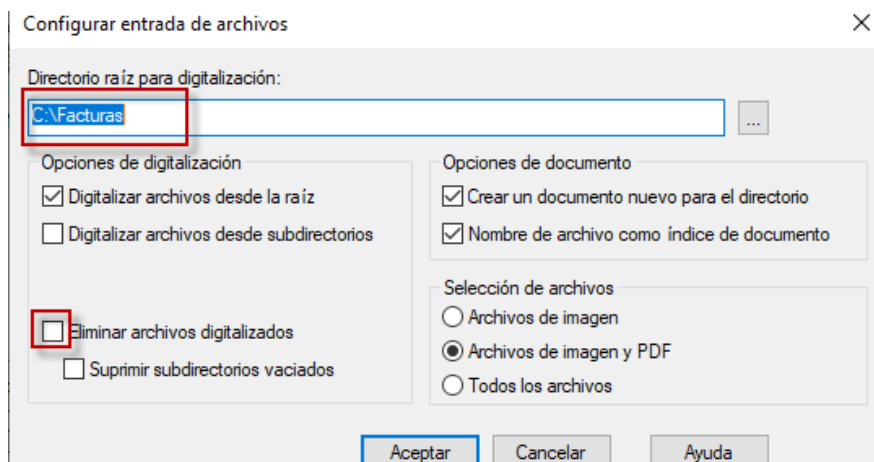 Configurar entrada de archivos
Directorio raíz para digitalización:
C:\Facturas
...
Opciones de digitalización
Digitalizar archivos desde la raíz
Digitalizar archivos desde subdirectorios
Eliminar archivos digitalizados
Suprimir subdirectorios vaciados
Opciones de documento
Crear un documento nuevo para el directorio
Nombre de archivo como índice de documento
Selección de archivos
Archivos de imagen
Archivos de imagen y PDF
Todos los archivos
Aceptar Cancelar Ayuda